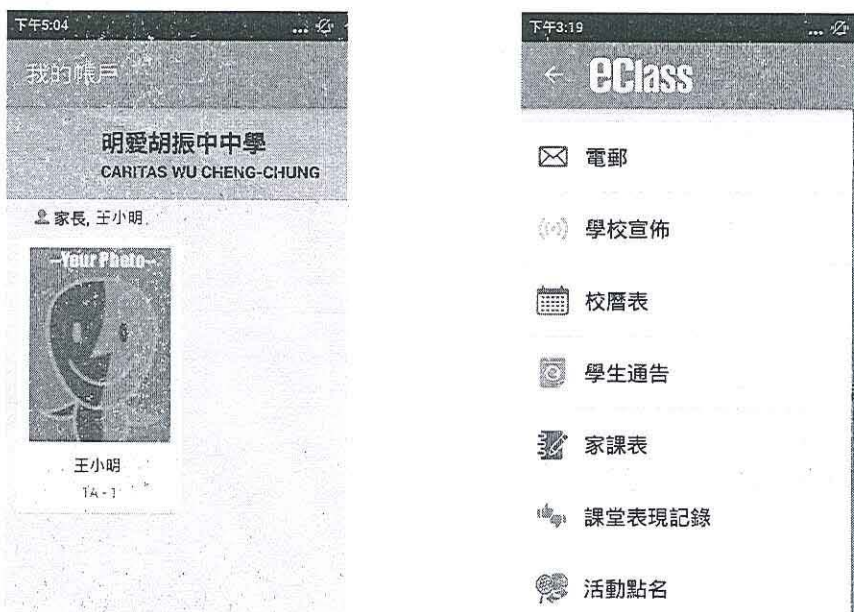 下午5:04
我的帳戶
明愛胡振中中學
CARITAS WU CHENG-CHUNG
家長, 王小明
–Your Photo–
王小明
1A - 1
下午3:19
eClass
電郵
學校宣佈
校曆表
學生通告
家課表
課堂表現記錄
活動點名